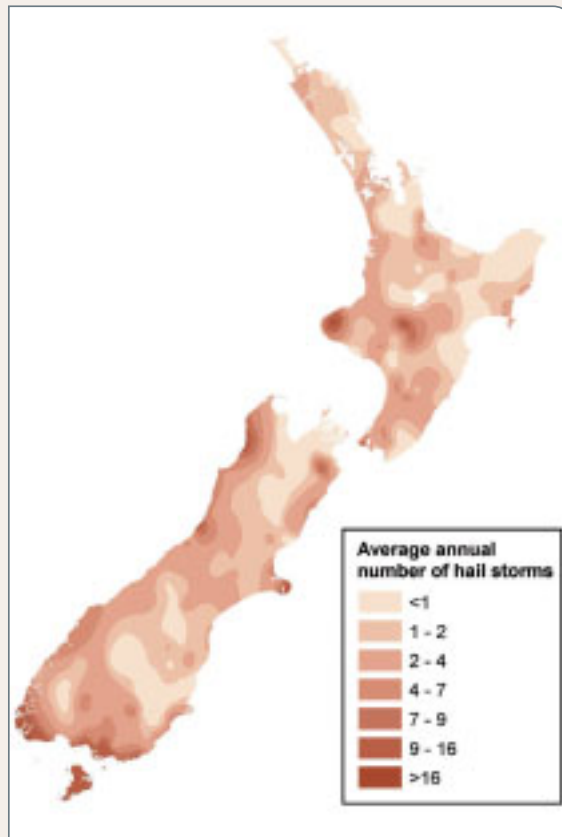 Average annual
number of hail storms
<1
1 - 2
2 - 4
4 - 7
7 - 9
9 - 16
>16